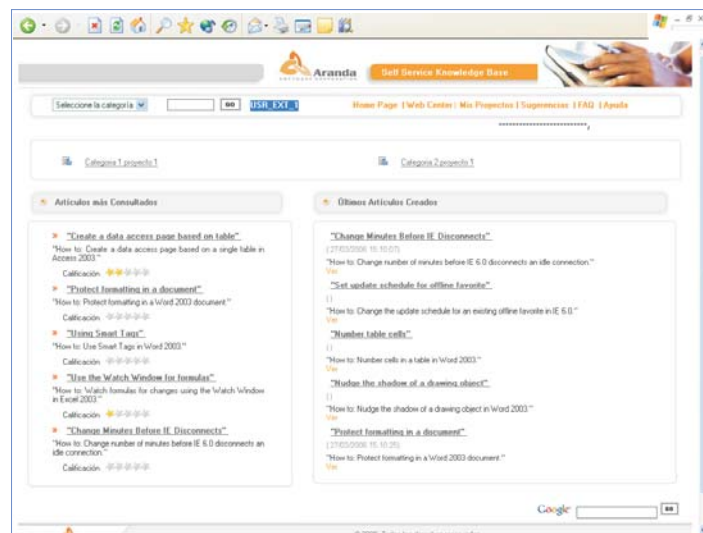 Aranda
SOFTWARE CORPORATION
Self Service Knowledge Base
Seleccione la categoría GO USR_EXT_1 Home Page | Web Center | Mis Proyectos | Sugerencias | FAQ | Ayuda
Categoria 1 proyecto 1 Categoria 2 proyecto 1
Artículos más Consultados
"Create a data access page based on table"
"How to: Create a data access page based on a single table in
Access 2003."
Calificación
"Protect formatting in a document"
"How to: Protect formatting in a Word 2003 document."
Calificación
"Using Smart Tags"
"How to: Use Smart Tags in Word 2003."
Calificación
"Use the Watch Window for formulas"
"How to: Watch formulas for changes using the Watch Window
in Excel 2003."
Calificación
"Change Minutes Before IE Disconnects"
"How to: Change number of minutes before IE 6.0 disconnects an
idle connection."
Calificación
Últimos Artículos Creados
"Change Minutes Before IE Disconnects"
"How to: Change number of minutes before IE 6.0 disconnects an idle connection."
Ver
"Set update schedule for offline favorite"
()
"How to: Change the update schedule for an existing offline favorite in IE 6.0."
Ver
"Number table cells"
()
"How to: Number cells in a table in Word 2003."
Ver
"Nudge the shadow of a drawing object"
()
"How to: Nudge the shadow of a drawing object in Word 2003."
Ver
"Protect formatting in a document"
"How to: Protect formatting in a Word 2003 document."
Ver
Google GO